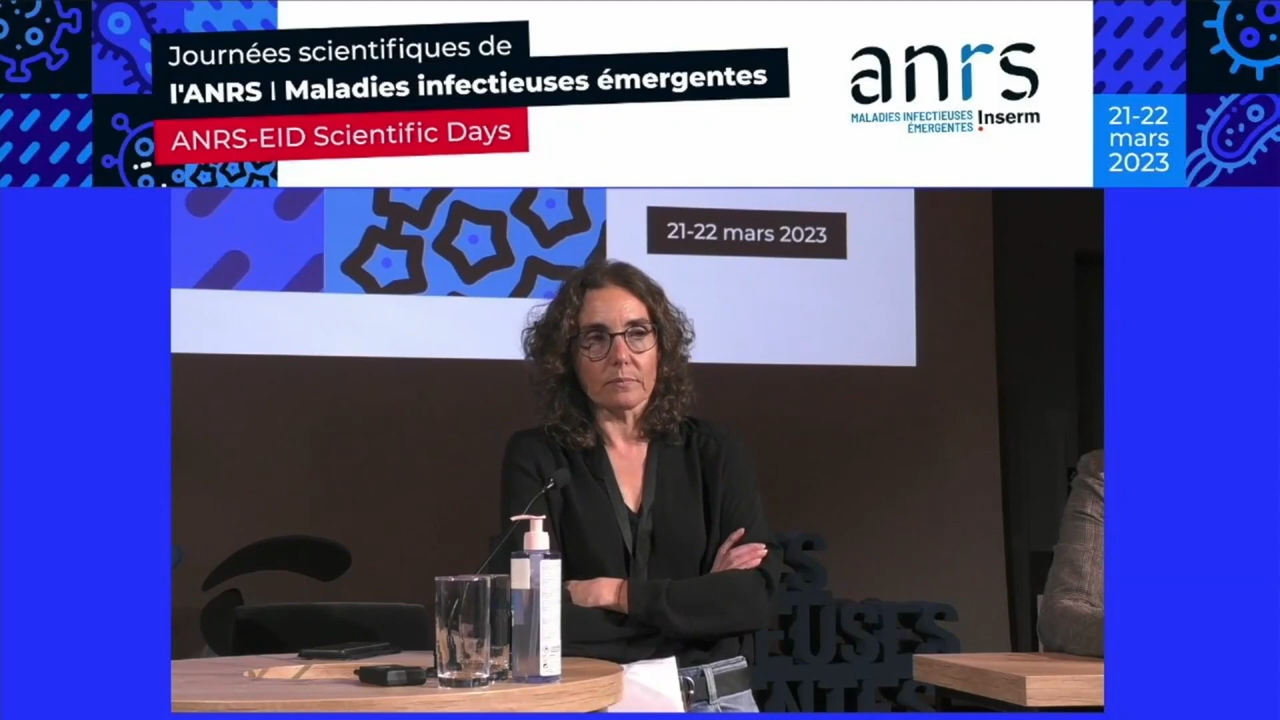 Journées scientifiques de
l'ANRS | Maladies infectieuses émergentes
ANRS-EID Scientific Days
anrs
MALADIES INFECTIEUSES
ÉMERGENTES
Inserm
21-22
mars
2023
21-22 mars 2023
EUSES